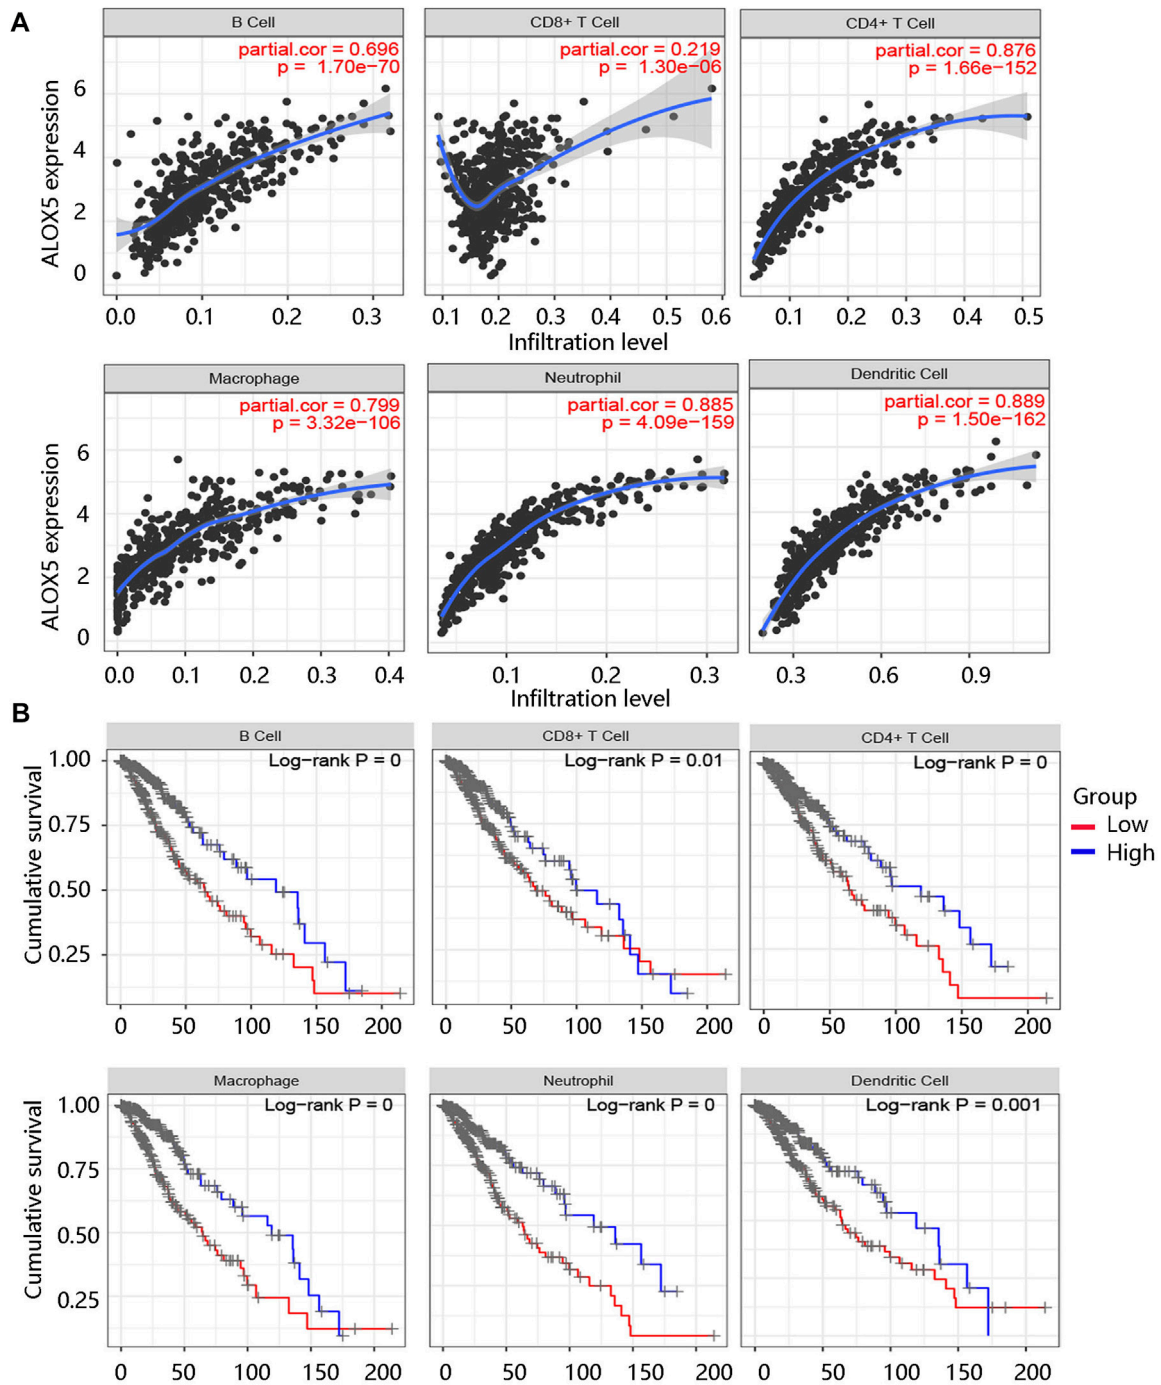 A
B Cell
CD8+ T Cell
CD4+ T Cell
partial.cor = 0.696
p = 1.70e−70
partial.cor = 0.219
p = 1.30e−06
partial.cor = 0.876
p = 1.66e−152
ALOX5 expression
6
4
2
0
0.0 0.1 0.2 0.3
0.1 0.2 0.3 0.4 0.5 0.6
0.1 0.2 0.3 0.4 0.5
Infiltration level
Macrophage
Neutrophil
Dendritic Cell
partial.cor = 0.799
p = 3.32e−106
partial.cor = 0.885
p = 4.09e−159
partial.cor = 0.889
p = 1.50e−162
ALOX5 expression
6
4
2
0
0.0 0.1 0.2 0.3 0.4
0.1 0.2 0.3
0.3 0.6 0.9
Infiltration level
B
B Cell
CD8+ T Cell
CD4+ T Cell
Log−rank P = 0
Log−rank P = 0.01
Log−rank P = 0
Cumulative survival
1.00
0.75
0.50
0.25
0 50 100 150 200
0 50 100 150 200
0 50 100 150 200
Group
Low
High
Macrophage
Neutrophil
Dendritic Cell
Log−rank P = 0
Log−rank P = 0
Log−rank P = 0.001
Cumulative survival
1.00
0.75
0.50
0.25
0 50 100 150 200
0 50 100 150 200
0 50 100 150 200